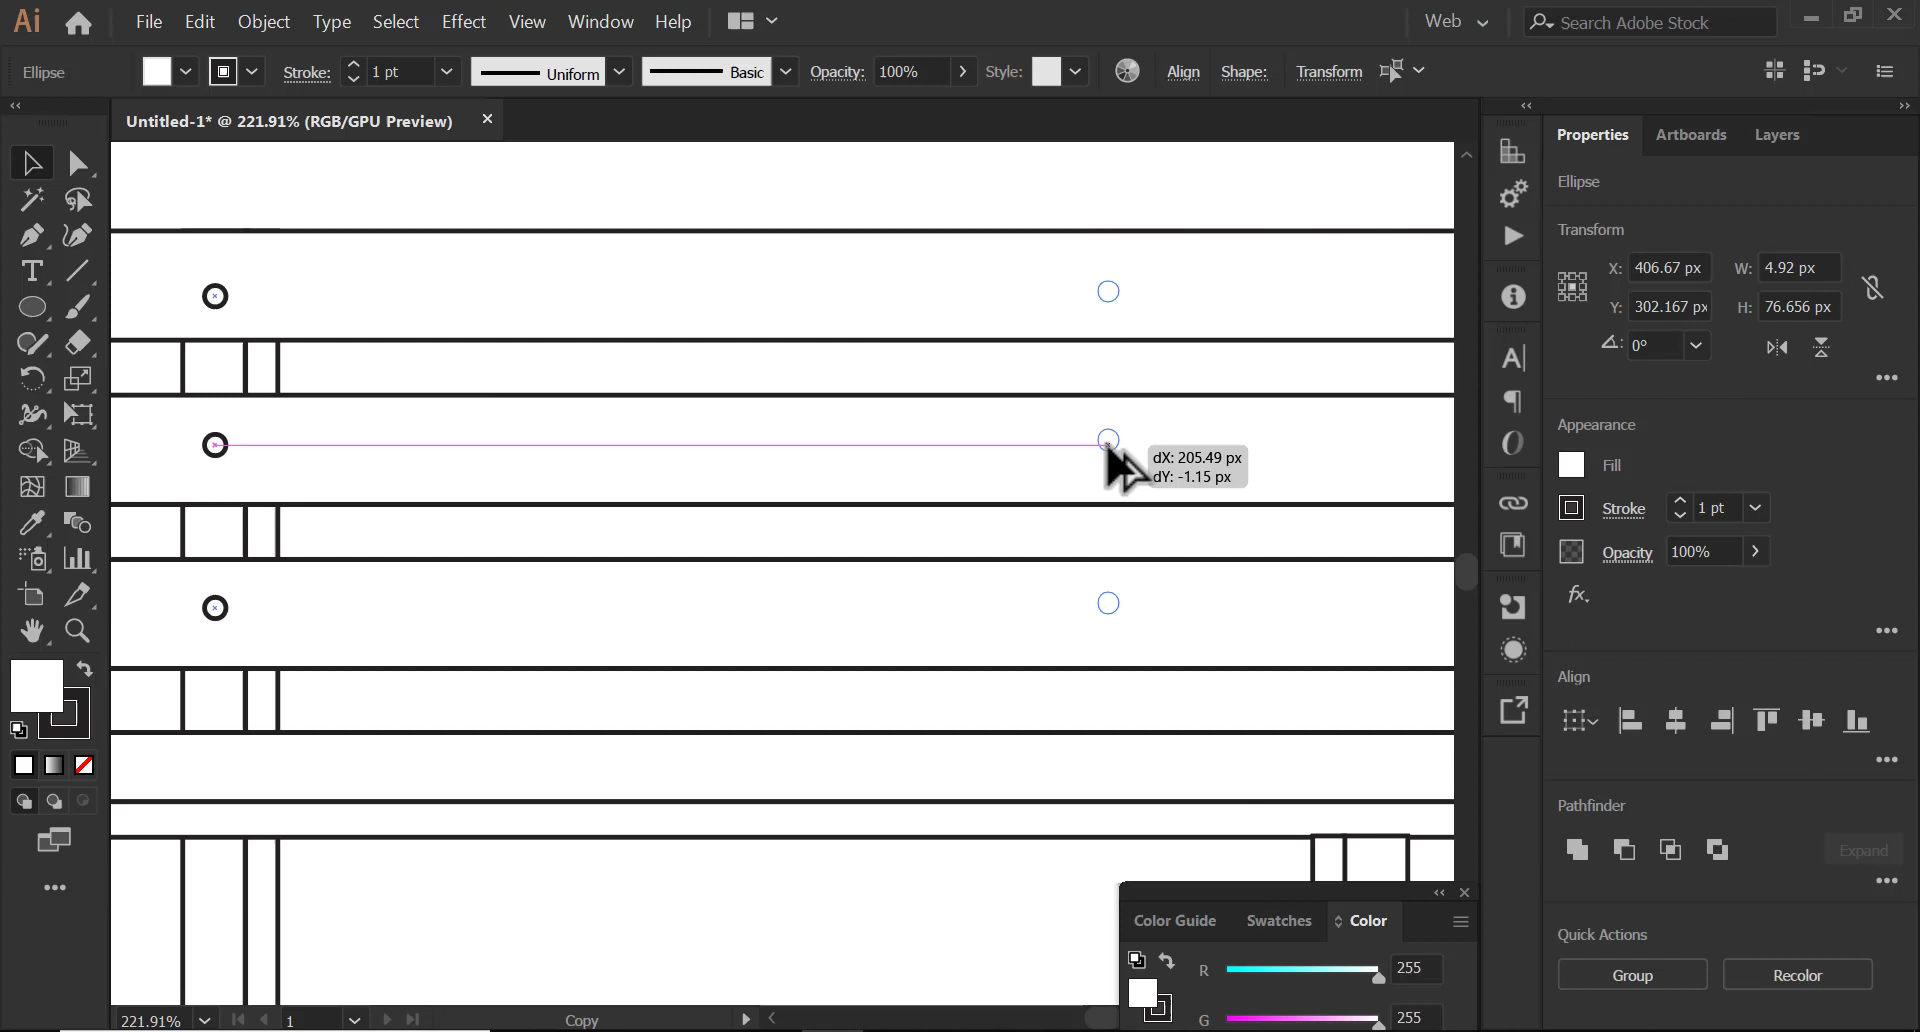 Ai File Edit Object Type Select Effect View Window Help Web Search Adobe Stock
Ellipse Stroke: 1 pt Uniform Basic Opacity: 100% Style: Align Shape: Transform
Untitled-1* @ 221.91% (RGB/GPU Preview)
Properties Artboards Layers
Ellipse
Transform
X: 406.67 px W: 4.92 px
Y: 302.167 px H: 76.656 px
0°
dX: 205.49 px
dY: -1.15 px
Appearance
Fill
Stroke 1 pt
Opacity 100%
fx.
Align
Pathfinder
Expand
Quick Actions
Group Recolor
Color Guide Swatches Color
R 255
G 255
221.91% 1 Copy